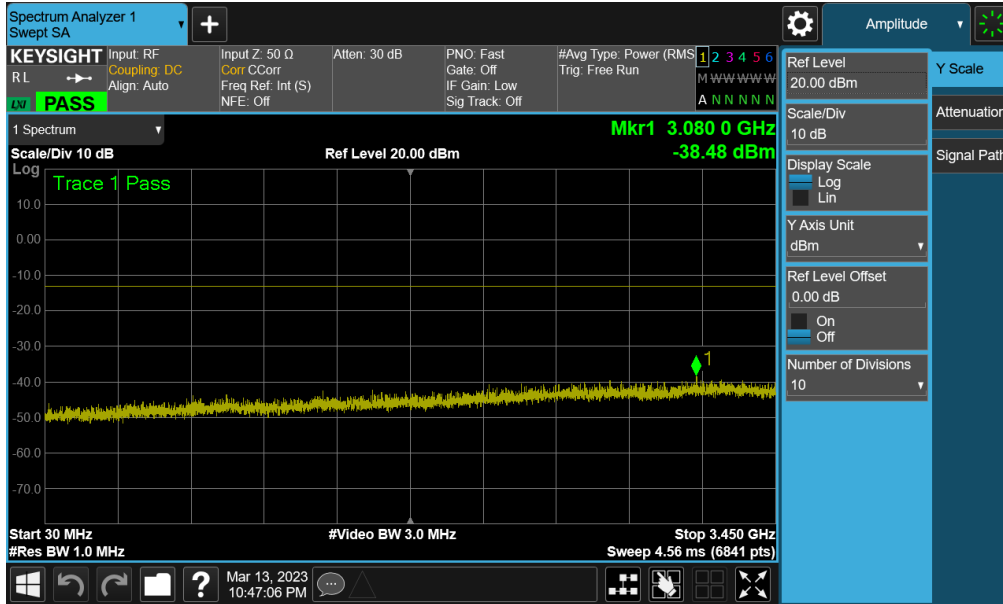 Spectrum Analyzer 1
Swept SA
Amplitude
KEYSIGHT
RL
LXI
PASS
Input: RF
Coupling: DC
Align: Auto
Input Z: 50 Ω
Corr CCorr
Freq Ref: Int (S)
NFE: Off
Atten: 30 dB
PNO: Fast
Gate: Off
IF Gain: Low
Sig Track: Off
#Avg Type: Power (RMS
Trig: Free Run
1 2 3 4 5 6
M W W W W W
A N N N N N
1 Spectrum
Mkr1 3.080 0 GHz
Scale/Div 10 dB
Ref Level 20.00 dBm
-38.48 dBm
Log
Trace 1 Pass
10.0
0.00
-10.0
-20.0
-30.0
1
-40.0
-50.0
-60.0
-70.0
Start 30 MHz
#Video BW 3.0 MHz
Stop 3.450 GHz
#Res BW 1.0 MHz
Sweep 4.56 ms (6841 pts)
Ref Level
20.00 dBm
Scale/Div
10 dB
Display Scale
Log
Lin
Y Axis Unit
dBm
Ref Level Offset
0.00 dB
On
Off
Number of Divisions
10
Y Scale
Attenuation
Signal Path
?
Mar 13, 2023
10:47:06 PM